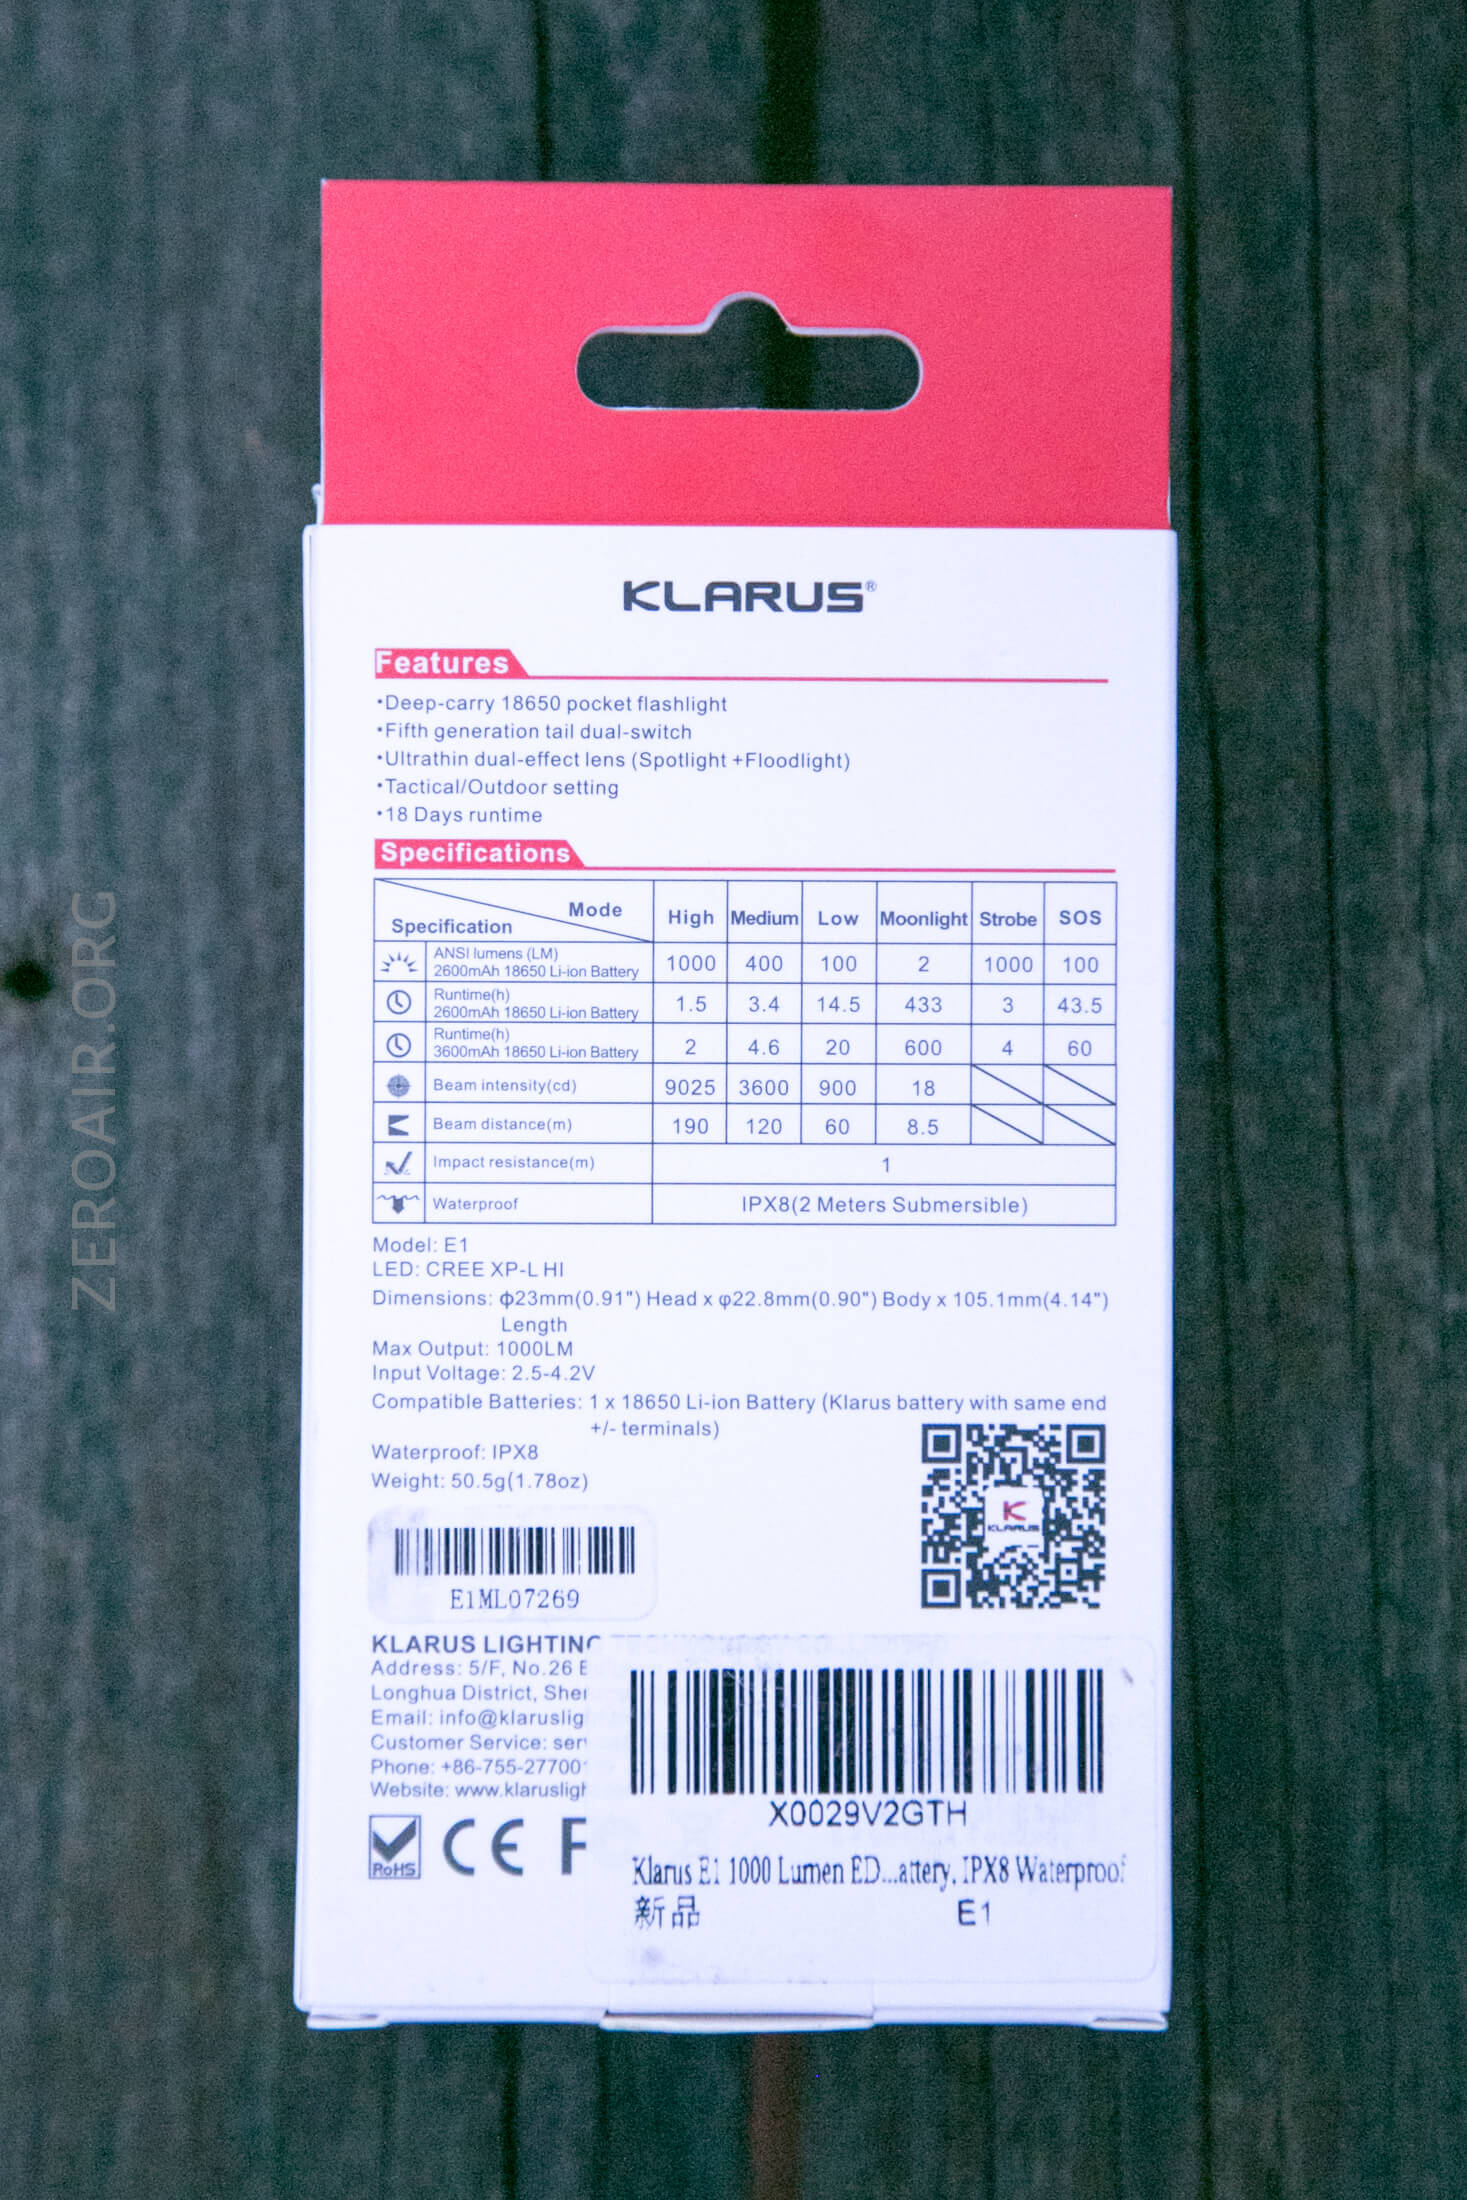 KLARUS®
Features
•Deep-carry 18650 pocket flashlight
•Fifth generation tail dual-switch
•Ultrathin dual-effect lens (Spotlight +Floodlight)
•Tactical/Outdoor setting
•18 Days runtime
Specifications
Specification Mode High Medium Low Moonlight Strobe SOS
ANSI lumens (LM)
2600mAh 18650 Li-ion Battery 1000 400 100 2 1000 100
Runtime(h)
2600mAh 18650 Li-ion Battery 1.5 3.4 14.5 433 3 43.5
Runtime(h)
3600mAh 18650 Li-ion Battery 2 4.6 20 600 4 60
Beam intensity(cd) 9025 3600 900 18
Beam distance(m) 190 120 60 8.5
Impact resistance(m) 1
Waterproof IPX8(2 Meters Submersible)
Model: E1
LED: CREE XP-L HI
Dimensions: ϕ23mm(0.91") Head x φ22.8mm(0.90") Body x 105.1mm(4.14")
Length
Max Output: 1000LM
Input Voltage: 2.5-4.2V
Compatible Batteries: 1 x 18650 Li-ion Battery (Klarus battery with same end
+/- terminals)
Waterproof: IPX8
Weight: 50.5g(1.78oz)
K
KLARUS
E1ML07269
KLARUS LIGHTING
Address: 5/F, No.26
Longhua District, Shen
Email: info@klaruslig
Customer Service: ser
Phone: +86-755-27700
Website: www.klarusligh
RoHS CE F
X0029V2GTH
Klarus E1 1000 Lumen ED...attery, IPX8 Waterproof
新品 E1
ZEROAIR.ORG